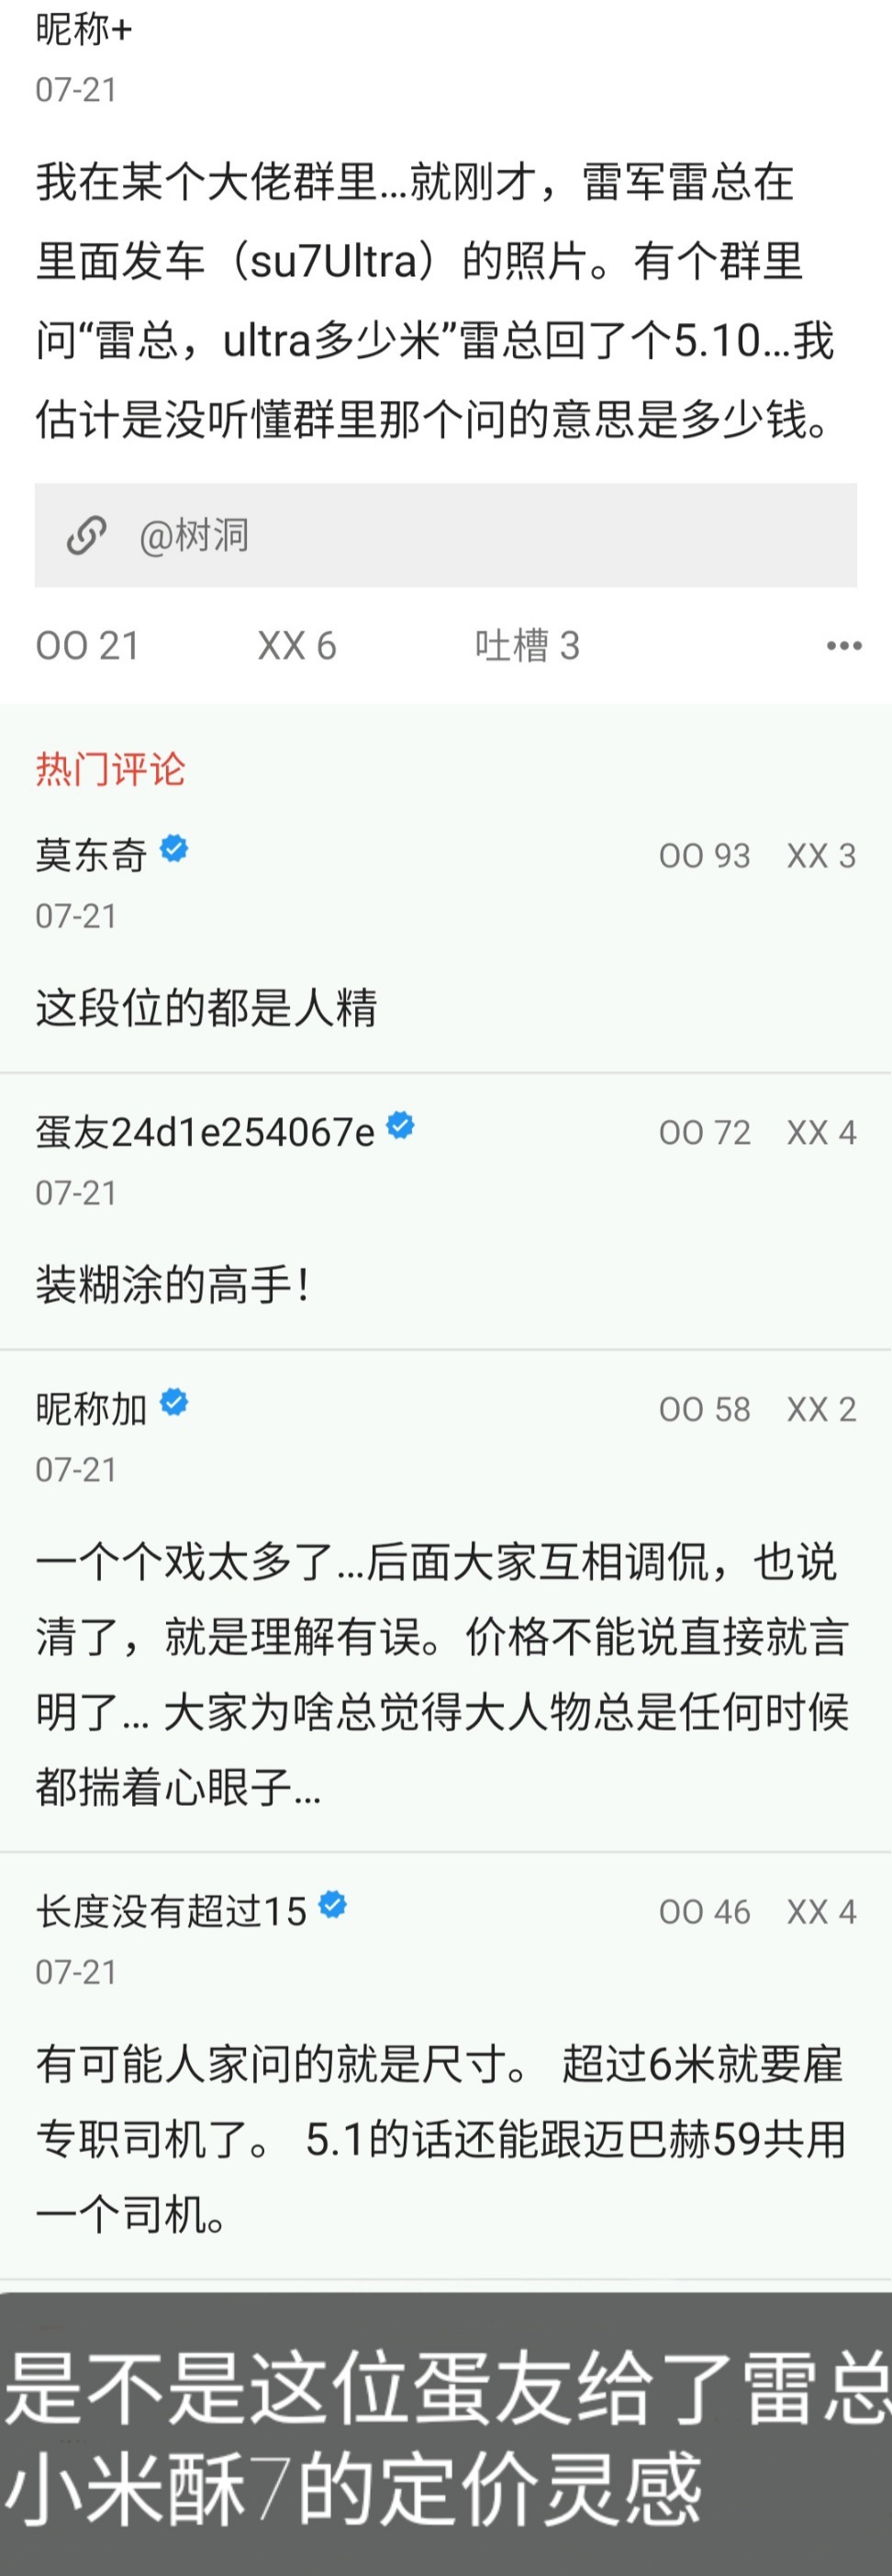 昵称+
07-21
我在某个大佬群里...就刚才，雷军雷总在
里面发车（su7Ultra）的照片。有个群里
问“雷总，ultra多少米”雷总回了个5.10...我
估计是没听懂群里那个问的意思是多少钱。
@树洞
OO 21 XX 6 吐槽 3
热门评论
莫东奇 OO 93 XX 3
07-21
这段位的都是人精
蛋友24d1e254067e OO 72 XX 4
07-21
装糊涂的高手！
昵称加 OO 58 XX 2
07-21
一个个戏太多了...后面大家互相调侃，也说
清了，就是理解有误。价格不能说直接就言
明了... 大家为啥总觉得大人物总是任何时候
都揣着心眼子...
长度没有超过15 OO 46 XX 4
07-21
有可能人家问的就是尺寸。 超过6米就要雇
专职司机了。 5.1的话还能跟迈巴赫59共用
一个司机。
是不是这位蛋友给了雷总
小米酥7的定价灵感